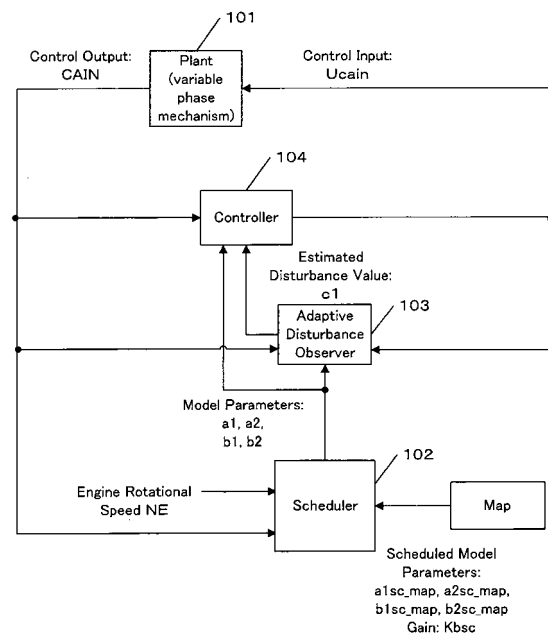 101
Control Output:
CAIN
Plant
(variable
phase
mechanism)
Control Input:
Ucain
104
Controller
Estimated
Disturbance Value:
c1
103
Adaptive
Disturbance
Observer
Model Parameters:
a1, a2,
b1, b2
102
Engine Rotational
Speed NE
Scheduler
Map
Scheduled Model
Parameters:
a1sc_map, a2sc_map,
b1sc_map, b2sc_map
Gain: Kbsc